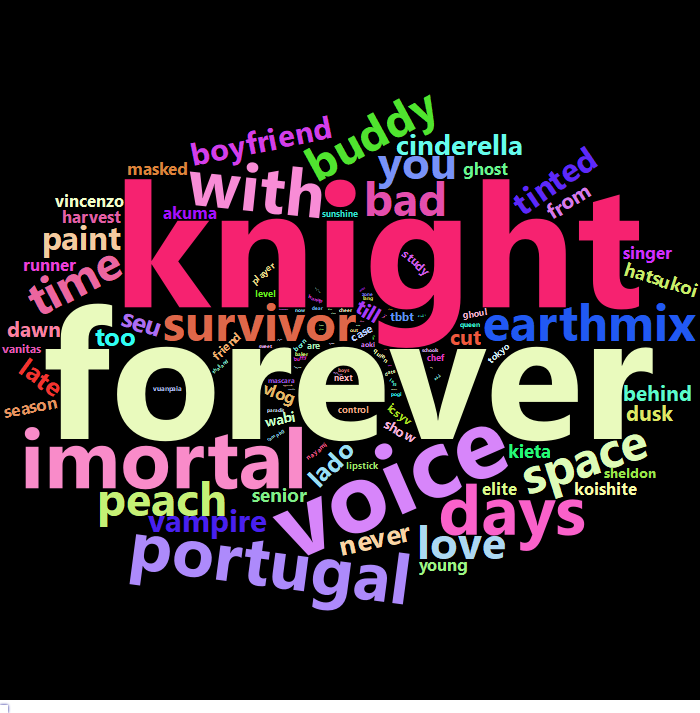 buddy
boyfriend
cinderella
with
you
masked
ghost
tinted
bad
knight
vincenzo
harvest
akuma
sunshine
from
paint
runner
time
singer
hatsukoi
study
player
level
forever
survivor
till
tbbt
ghoul
queen
earthmix
seu
too
dawn
vanitas
friend
are
case
aoki
cut
chef
tokyo
late
season
vuanpaia
mascara
next
vlog
wabi
control
icsyv
show
behind
dusk
imortal
lado
lipstick
voice
kieta
space
sheldon
peach
senior
elite
koishite
vampire
never
days
portugal
love
young